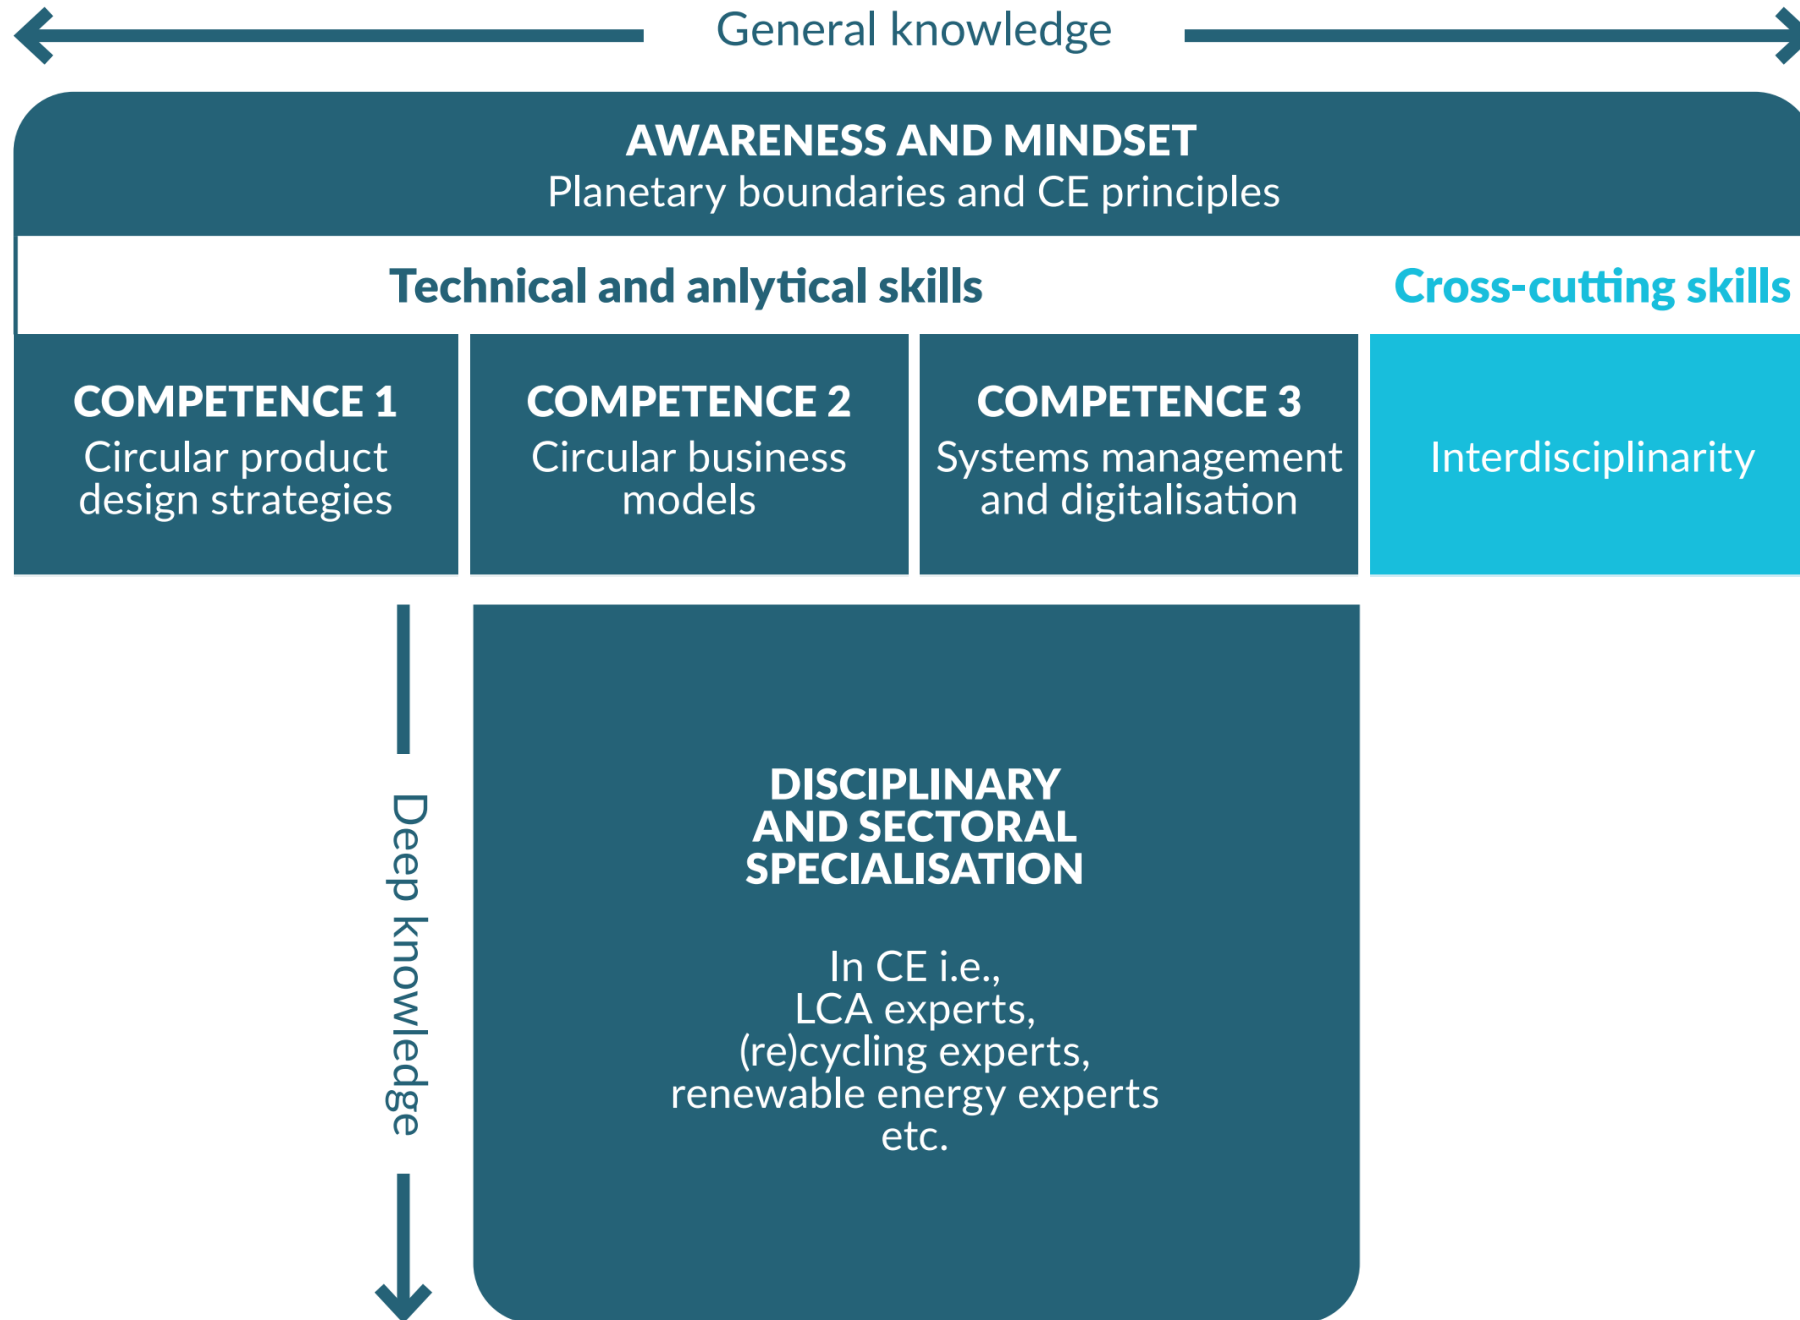 General knowledge
AWARENESS AND MINDSET
Planetary boundaries and CE principles
Technical and anlytical skills
Cross-cutting skills
COMPETENCE 1
Circular product
design strategies
COMPETENCE 2
Circular business
models
COMPETENCE 3
Systems management
and digitalisation
Interdisciplinarity
Deep knowledge
DISCIPLINARY
AND SECTORAL
SPECIALISATION
In CE i.e.,
LCA experts,
(re)cycling experts,
renewable energy experts
etc.